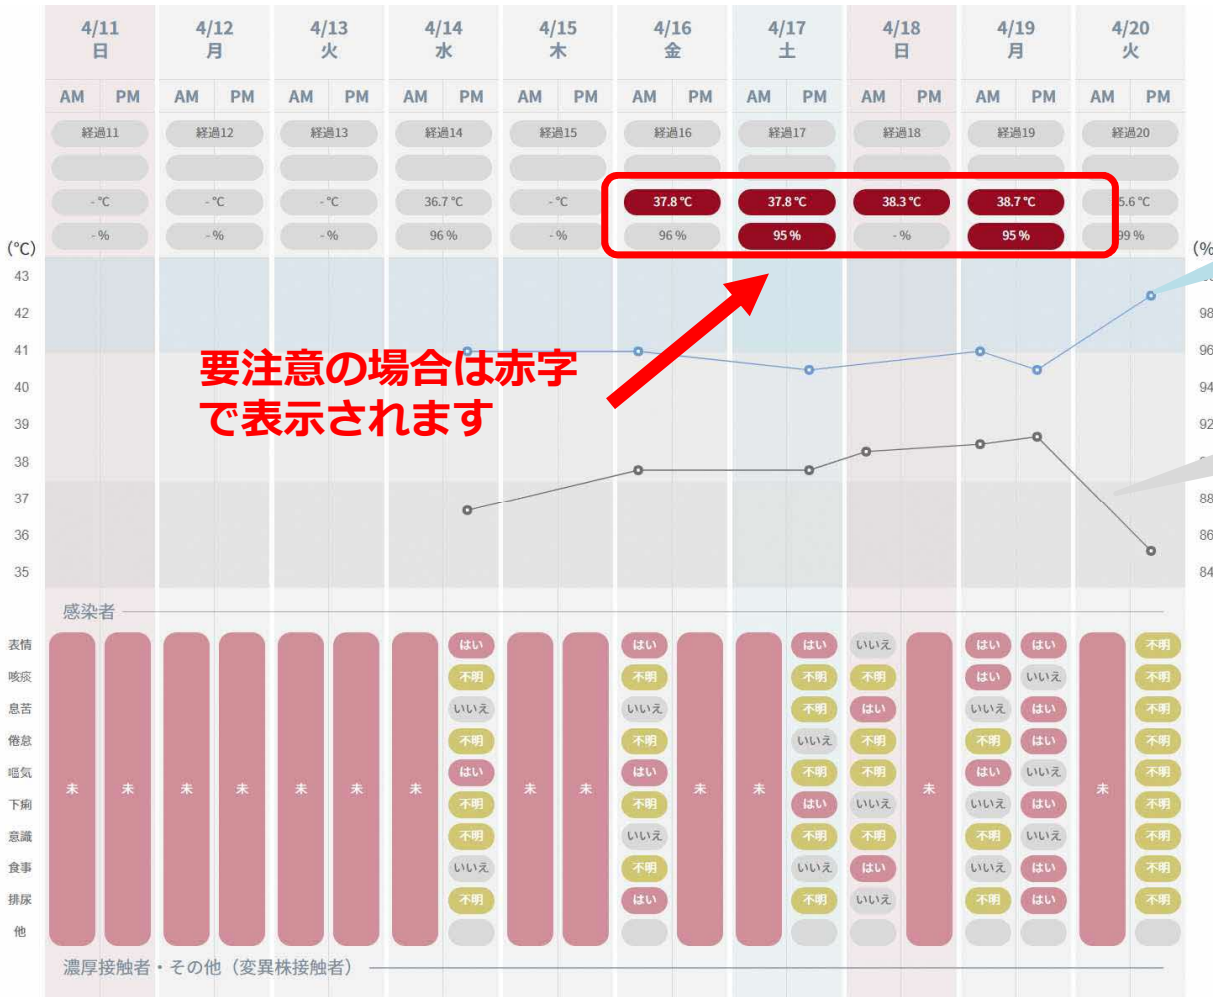 4/11 4/12 4/13 4/14 4/15 4/16 4/17 4/18 4/19 4/20
日 月 火 水 木 金 土 日 月 火
AM PM AM PM AM PM AM PM AM PM AM PM AM PM AM PM AM PM AM PM
経過11 経過12 経過13 経過14 経過15 経過16 経過17 経過18 経過19 経過20
- ℃ - ℃ - ℃ 36.7 ℃ - ℃ 37.8 ℃ 37.8 ℃ 38.3 ℃ 38.7 ℃ 5.6 ℃
- % - % - % 96 % - % 96 % 95 % - % 95 % 99 %
(℃) (%
43
42 98
41 96
要注意の場合は赤字
で表示されます
40 94
39 92
38
37 88
36 86
35 84
感染者
表情 はい はい はい いいえ はい はい 不明
咳痰 不明 不明 不明 不明 はい いいえ 不明
息苦 いいえ いいえ 不明 はい いいえ はい 不明
倦怠 不明 不明 いいえ 不明 不明 はい 不明
嘔気 はい はい 不明 不明 はい いいえ 不明
未 未 未 未 未 未 未 未 未 未 未 未 未
下痢 不明 不明 はい いいえ いいえ はい 不明
意識 不明 いいえ 不明 不明 不明 いいえ 不明
食事 いいえ 不明 いいえ はい いいえ はい 不明
排尿 不明 はい 不明 いいえ 不明 はい 不明
他
濃厚接触者・その他（変異株接触者）